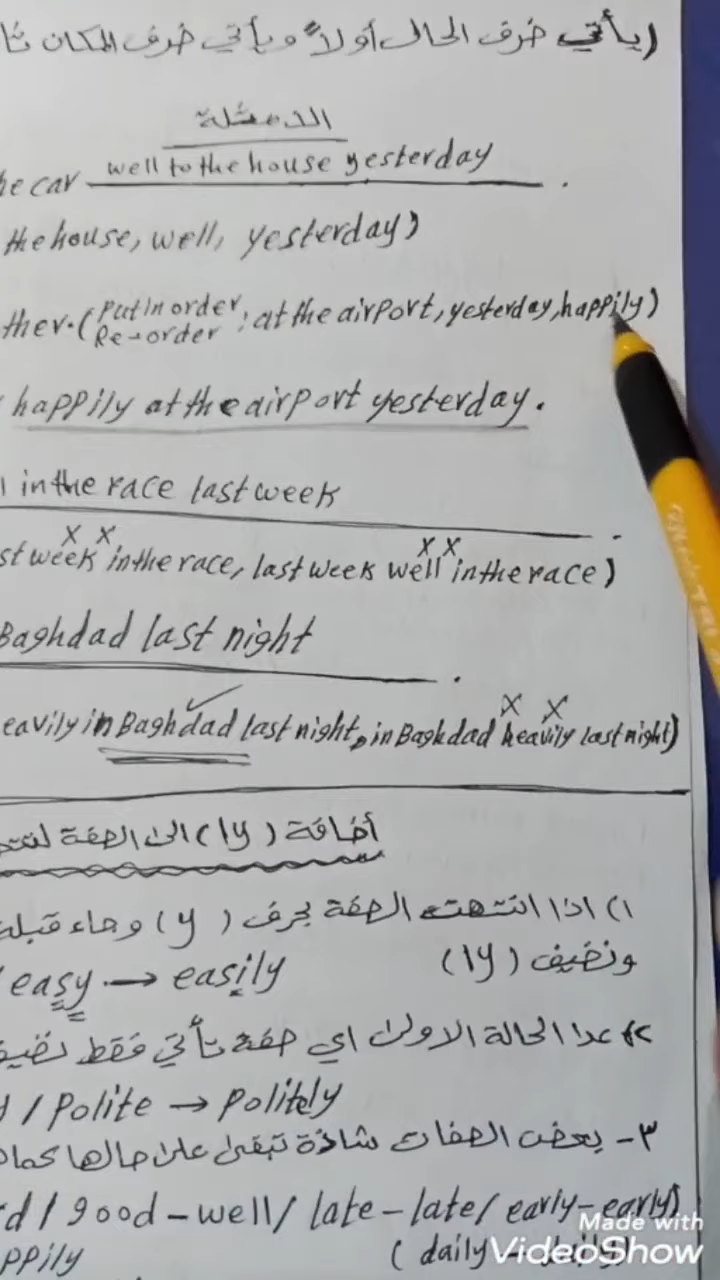 (يأتي ظرف الحال أولاً ويأتي ظرف المكان
الامثلة
he car well to the house yesterday .
the house, well, yesterday)
ther. (Put in order / Re-order : at the airport, yesterday, happily)
happily at the airport yesterday.
in the race last week .
st week in the race, last week well in the race)
Baghdad last night .
eavily in Baghdad last night, in Baghdad heavily last night)
أضافة (ly) الى الصفة
١) اذا انتهت الصفة بحرف (y) وجاء قبله
ونضيف (ly)
easy → easily
٢) عدا الحالة الاولى اي صفة تأتي فقط
/ Polite → Politely
٣- بعض الصفات شاذة تبقى على حالها
d / good - well / late - late / early - early)
ppily (daily - daily)
Made with
VideoShow